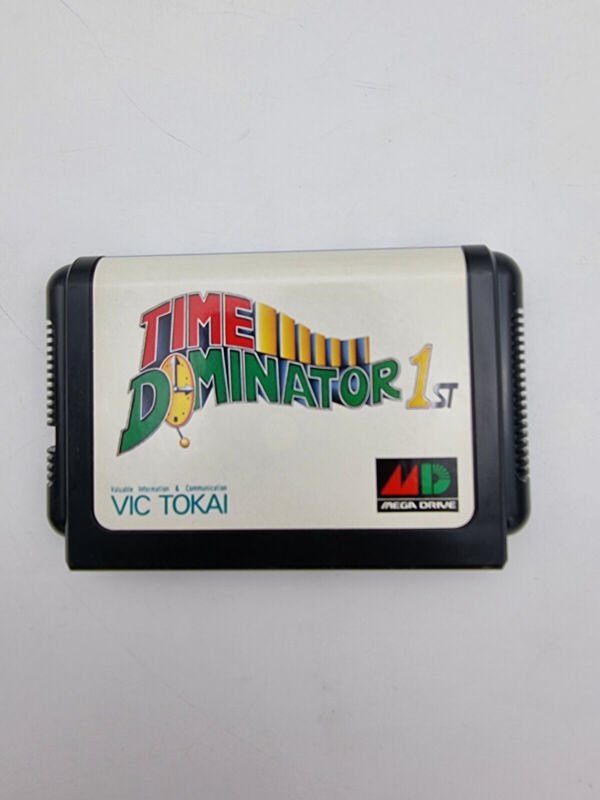 TIME
DOMINATOR 1ST
Valuable Information & Communication
VIC TOKAI
MD
MEGA DRIVE